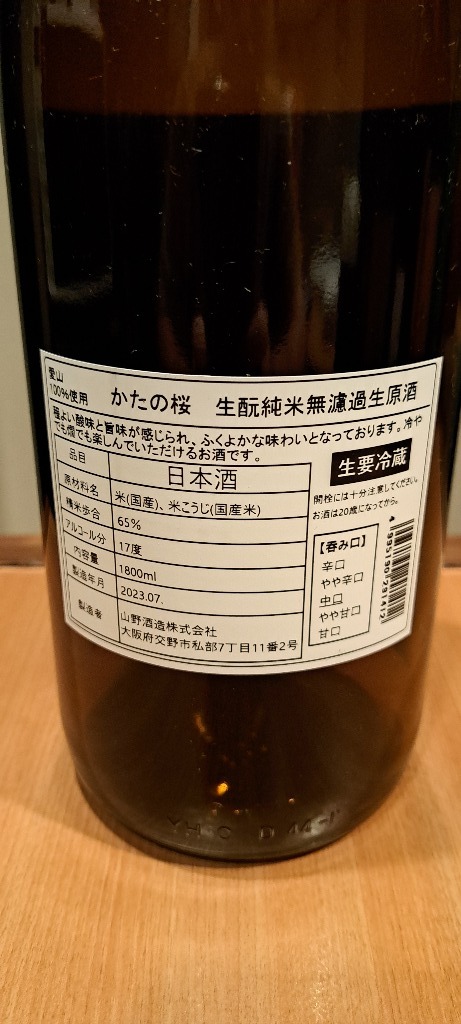 愛山
100%使用
かたの桜 生酛純米無濾過生原酒
程よい酸味と旨味が感じられ、ふくよかな味わいとなっております。冷や
でも燗でも楽しんでいただけるお酒です。
品目 日本酒
原材料名 米(国産)、米こうじ(国産米)
精米歩合 65%
アルコール分 17度
内容量 1800ml
製造年月 2023.07.
製造者 山野酒造株式会社
大阪府交野市私部7丁目11番2号
生要冷蔵
開栓には十分注意してください。
お酒は20歳になってから。
【呑み口】
辛口
やや辛口
中口
やや甘口
甘口
4995190291412